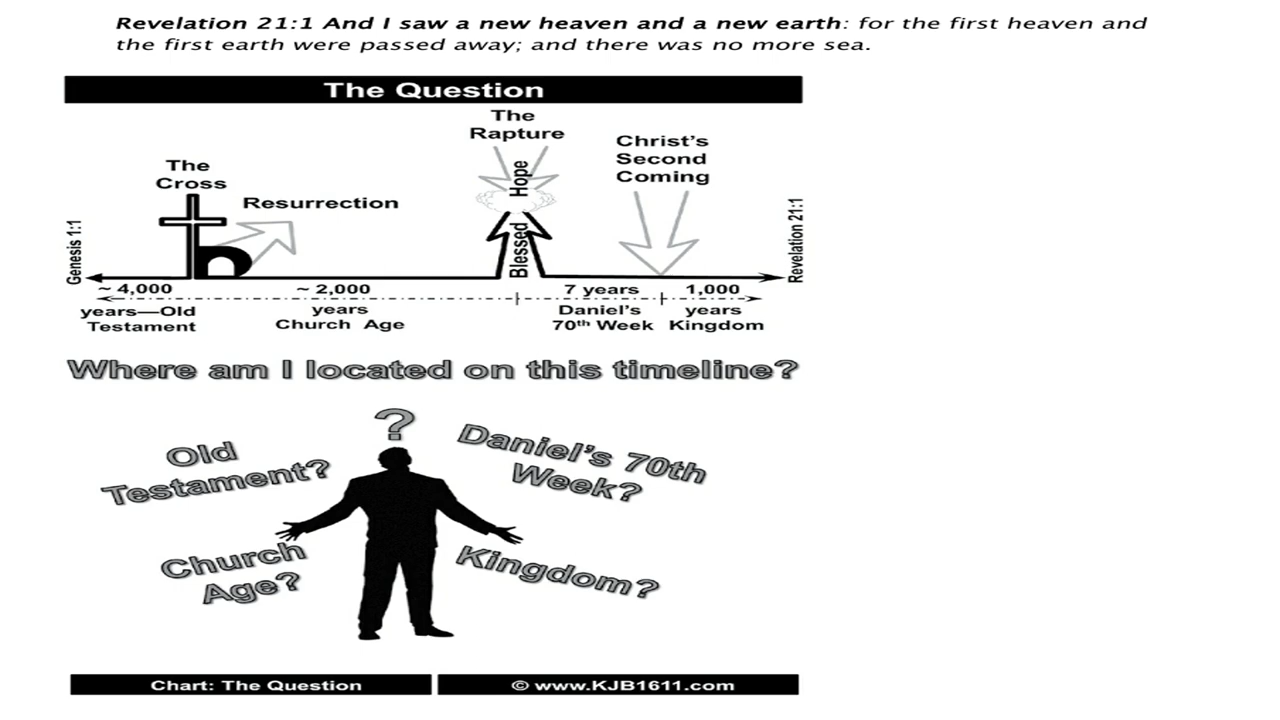 Revelation 21:1 And I saw a new heaven and a new earth: for the first heaven and
the first earth were passed away; and there was no more sea.
The Question
The
Rapture
Christ's
Second
Coming
The
Cross
Resurrection
Blessed Hope
Genesis 1:1
Revelation 21:1
~ 4,000
years—Old
Testament
~ 2,000
years
Church Age
7 years
Daniel's
70th Week
1,000
years
Kingdom
Where am I located on this timeline?
?
Old
Testament?
Daniel's 70th
Week?
Church
Age?
Kingdom?
Chart: The Question
© www.KJB1611.com